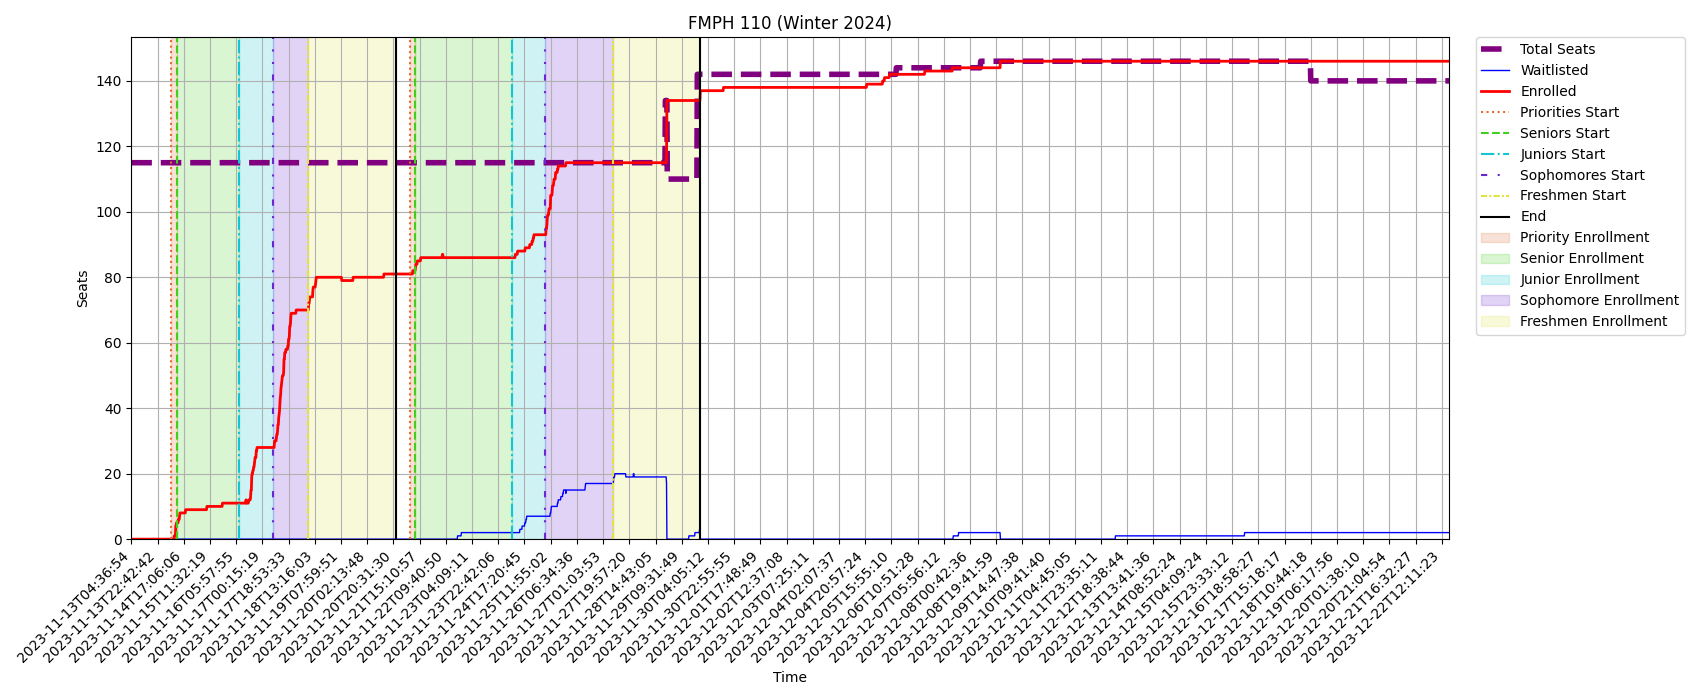 FMPH 110 (Winter 2024)
Seats
140
120
100
80
60
40
20
0
2023-11-13T04:36:54
2023-11-13T22:42:42
2023-11-14T17:06:06
2023-11-15T11:32:19
2023-11-16T05:57:55
2023-11-17T00:15:19
2023-11-17T18:53:33
2023-11-18T13:16:03
2023-11-19T07:59:51
2023-11-20T02:13:48
2023-11-20T20:31:30
2023-11-21T15:10:57
2023-11-22T09:40:50
2023-11-23T04:09:11
2023-11-23T22:42:06
2023-11-24T17:20:45
2023-11-25T11:55:02
2023-11-26T06:34:36
2023-11-27T01:03:53
2023-11-27T19:57:20
2023-11-28T14:43:05
2023-11-29T09:31:49
2023-11-30T04:05:12
2023-11-30T22:55:55
2023-12-01T17:48:49
2023-12-02T12:37:08
2023-12-03T07:25:11
2023-12-04T02:07:37
2023-12-04T20:57:24
2023-12-05T15:55:10
2023-12-06T10:51:28
2023-12-07T05:56:12
2023-12-08T00:42:36
2023-12-08T19:41:59
2023-12-09T14:47:38
2023-12-10T09:41:40
2023-12-11T04:45:05
2023-12-11T23:35:11
2023-12-12T18:38:44
2023-12-13T13:41:36
2023-12-14T08:52:24
2023-12-15T04:09:24
2023-12-15T23:33:12
2023-12-16T18:58:27
2023-12-17T15:18:17
2023-12-18T10:44:18
2023-12-19T06:17:56
2023-12-20T01:38:10
2023-12-20T21:04:54
2023-12-21T16:32:27
2023-12-22T12:11:23
Time
Total Seats
Waitlisted
Enrolled
Priorities Start
Seniors Start
Juniors Start
Sophomores Start
Freshmen Start
End
Priority Enrollment
Senior Enrollment
Junior Enrollment
Sophomore Enrollment
Freshmen Enrollment